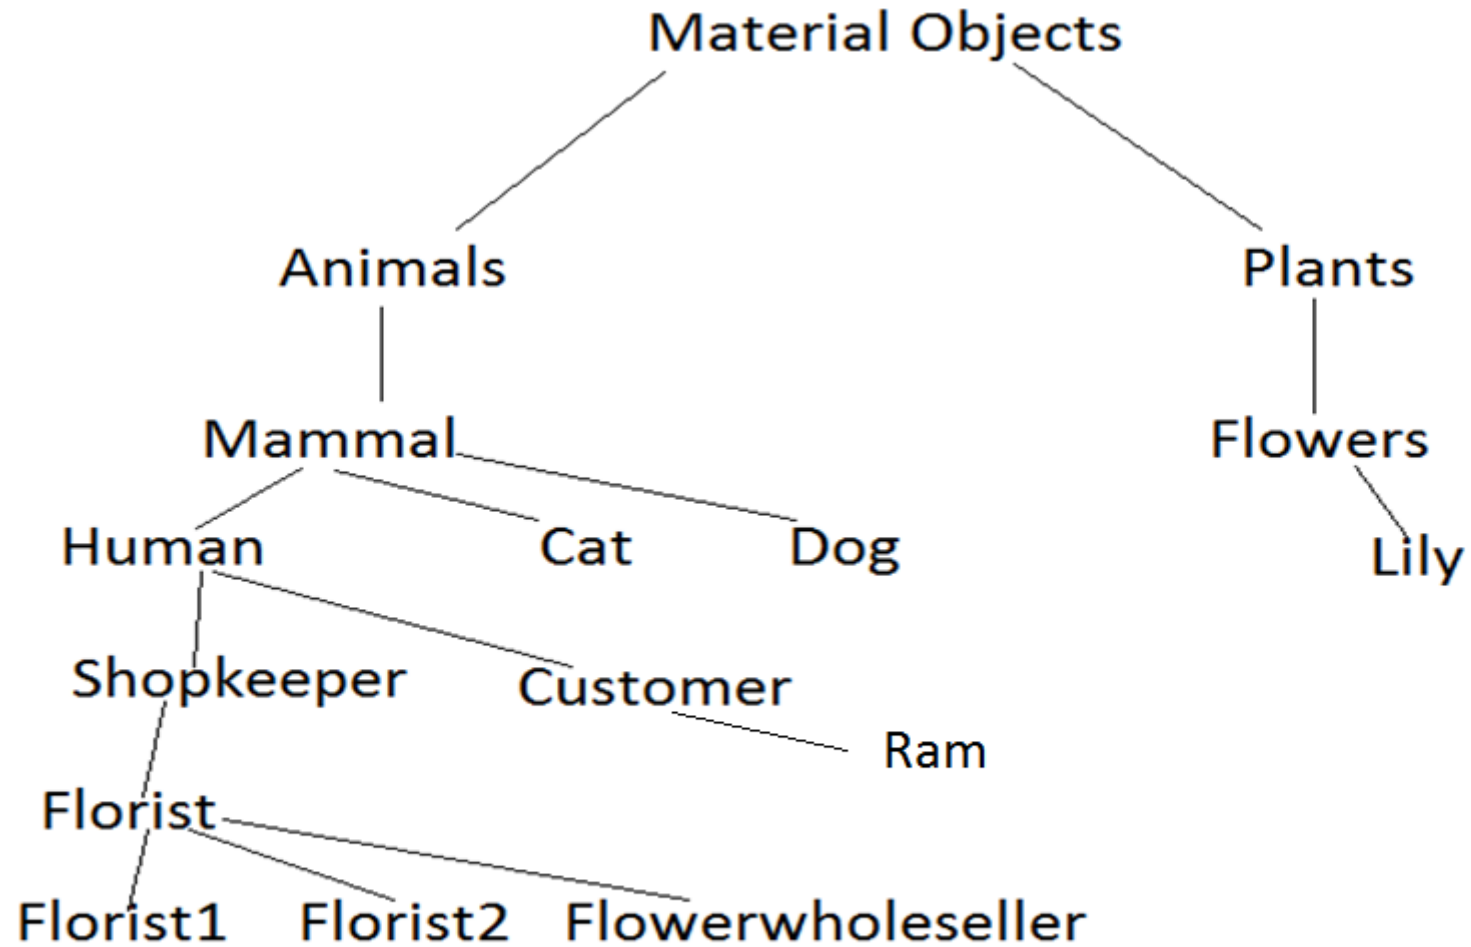 Material Objects
Animals Plants
Mammal Flowers
Human Cat Dog Lily
Shopkeeper Customer
Ram
Florist
Florist1 Florist2 Flowerwholeseller